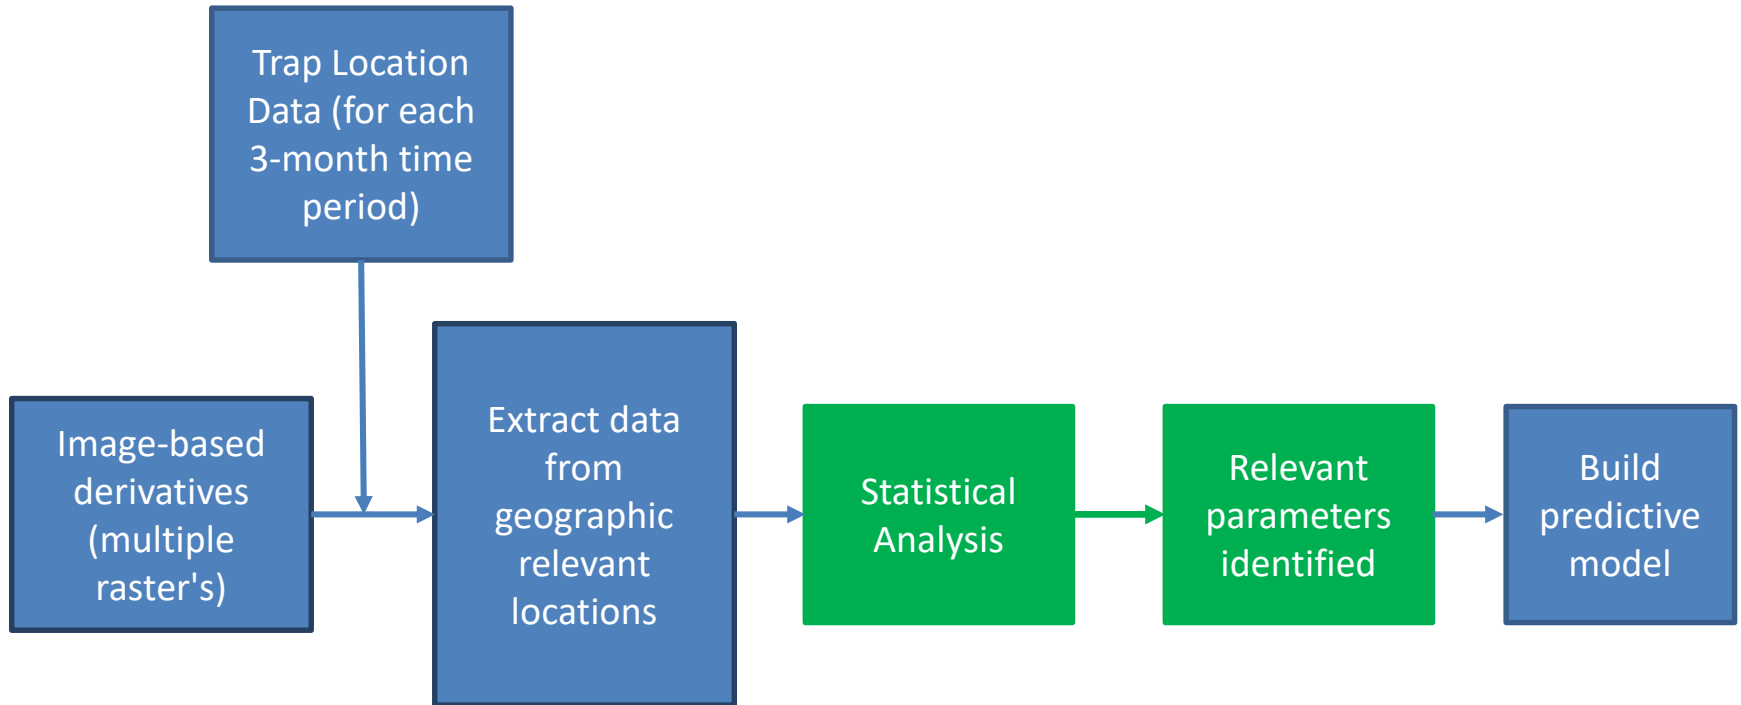 Trap Location
Data (for each
3-month time
period)
Image-based
derivatives
(multiple
raster's)
Extract data
from
geographic
relevant
locations
Statistical
Analysis
Relevant
parameters
identified
Build
predictive
model